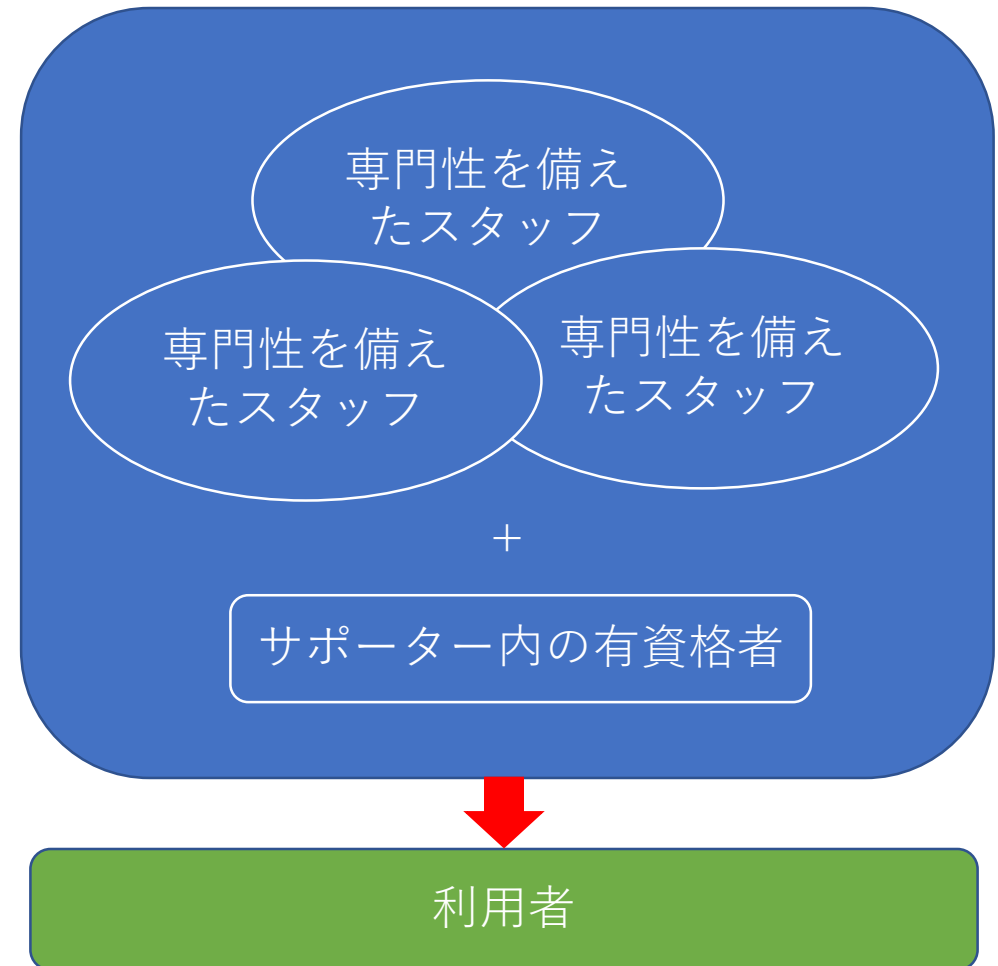 専門性を備え
たスタッフ
専門性を備え
たスタッフ
専門性を備え
たスタッフ
+
サポーター内の有資格者
利用者